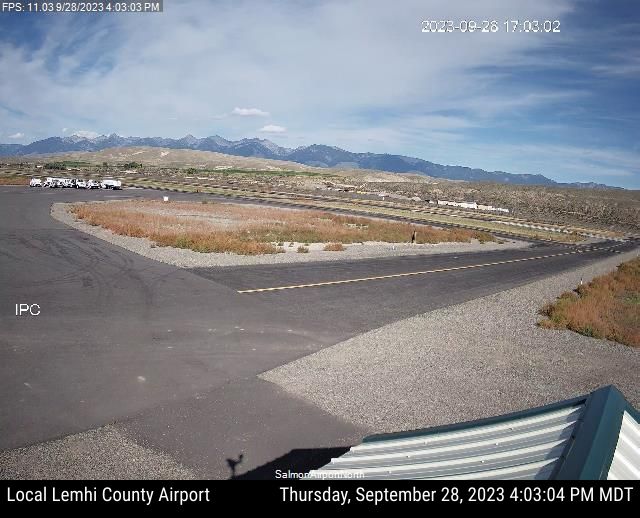 FPS: 11.03 9/28/2023 4:03:03 PM
2023-09-28 17:03:02
IPC
SalmonAirport.com
Local Lemhi County Airport Thursday, September 28, 2023 4:03:04 PM MDT